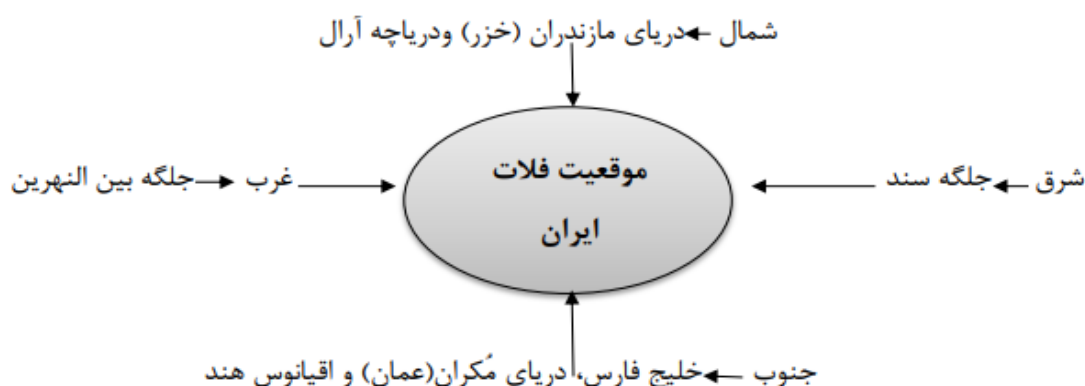 شمال ← دریای مازندران (خزر) ودریاچه آرال
موقعیت فلات
ایران
شرق ← جلگه سند
غرب → جلگه بین النهرین
جنوب ← خلیج فارس، دریای مُکران(عمان) و اقیانوس هند